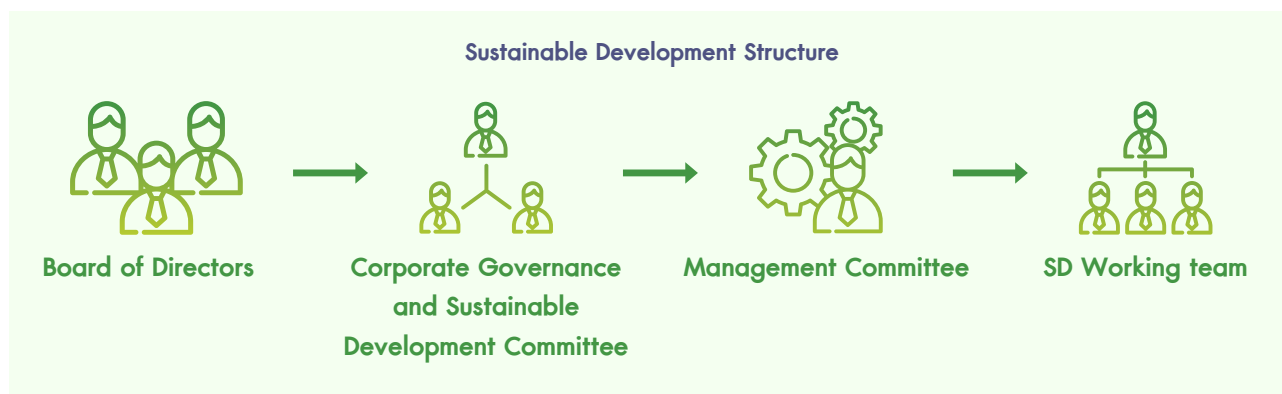 Sustainable Development Structure
Board of Directors
Corporate Governance
and Sustainable
Development Committee
Management Committee
SD Working team